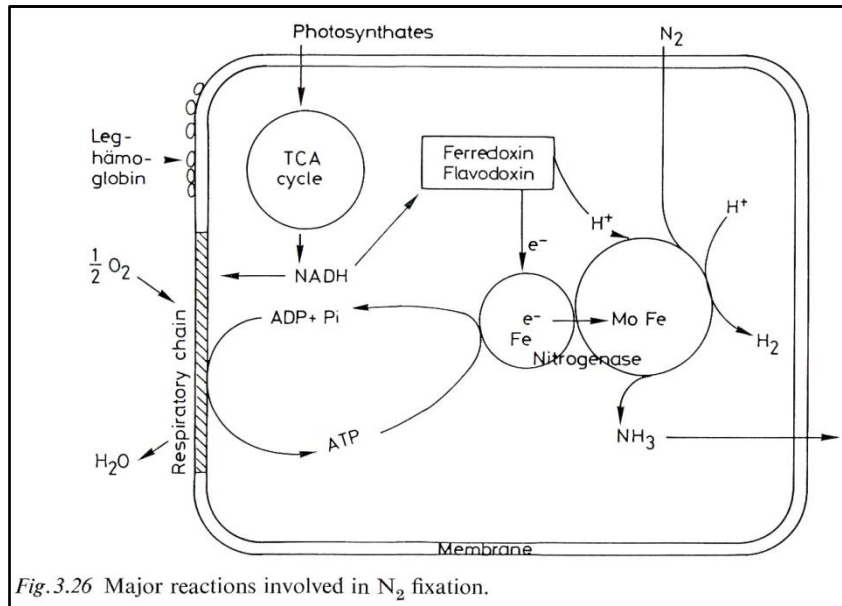 Photosynthates
N₂
Leg-
hämo-
globin
TCA
cycle
Ferredoxin
Flavodoxin
H⁺
H⁺
e⁻
½ O₂
NADH
ADP + Pi
e⁻
Fe
Mo Fe
Nitrogenase
H₂
Respiratory chain
ATP
NH₃
H₂O
Membrane
Fig. 3.26 Major reactions involved in N₂ fixation.